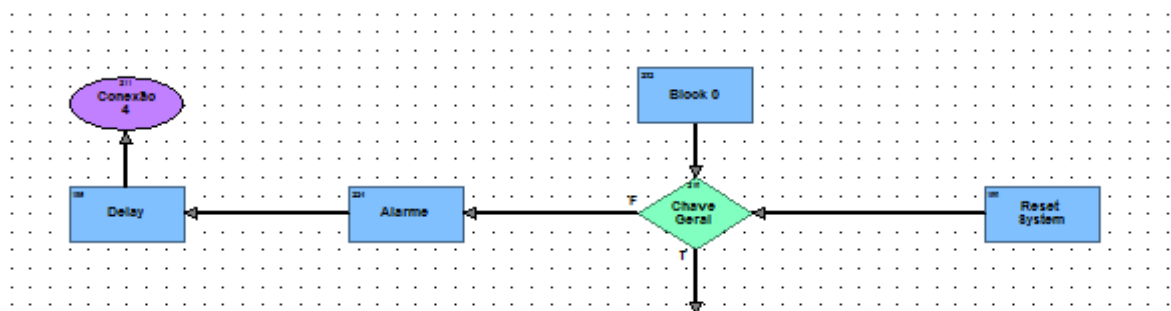 Conexão
4
Block 0
Delay
Alarme
F
Chave
Geral
Reset
System
T